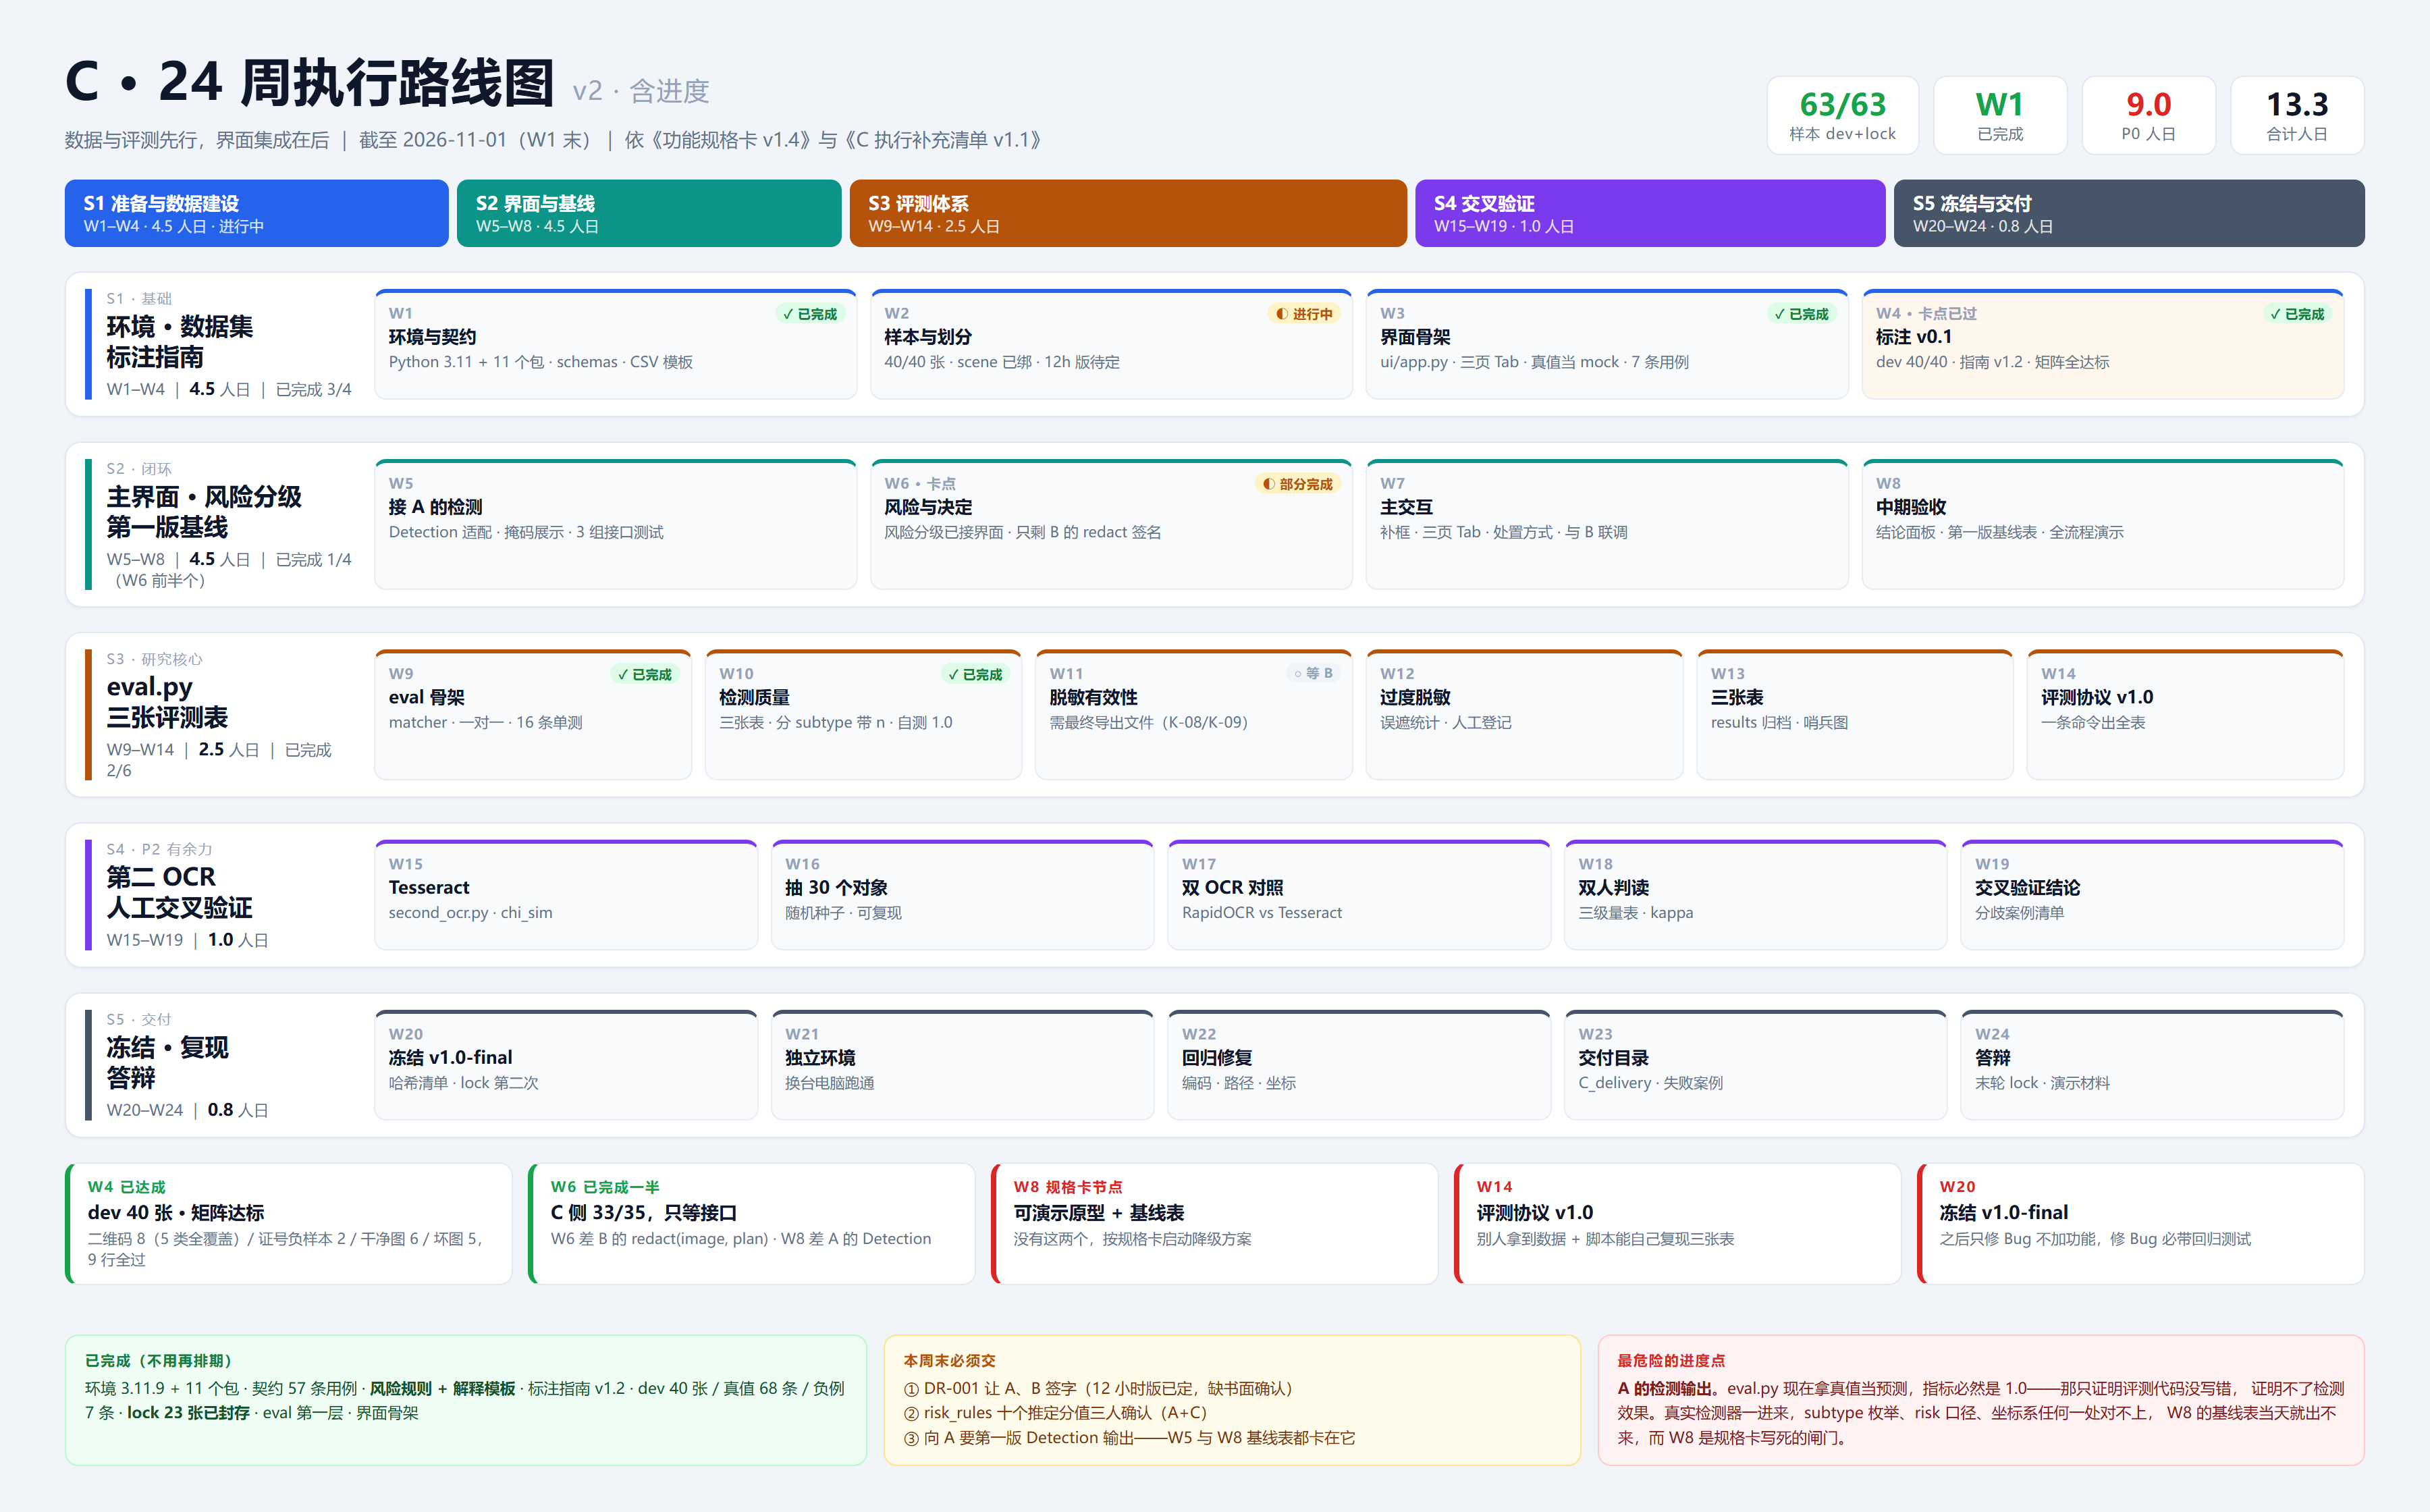 C • 24 周执行路线图 v2 · 含进度
数据与评测先行，界面集成在后 ｜ 截至 2026-11-01（W1 末） ｜ 依《功能规格卡 v1.4》与《C 执行补充清单 v1.1》
63/63
样本 dev+lock
W1
已完成
9.0
P0 人日
13.3
合计人日
S1 准备与数据建设
W1–W4 · 4.5 人日 · 进行中
S2 界面与基线
W5–W8 · 4.5 人日
S3 评测体系
W9–W14 · 2.5 人日
S4 交叉验证
W15–W19 · 1.0 人日
S5 冻结与交付
W20–W24 · 0.8 人日
S1 · 基础
环境 • 数据集
标注指南
W1–W4 ｜ 4.5 人日 ｜ 已完成 3/4
W1
✓ 已完成
环境与契约
Python 3.11 + 11 个包 · schemas · CSV 模板
W2
◐ 进行中
样本与划分
40/40 张 · scene 已绑 · 12h 版待定
W3
✓ 已完成
界面骨架
ui/app.py · 三页 Tab · 真值当 mock · 7 条用例
W4 • 卡点已过
✓ 已完成
标注 v0.1
dev 40/40 · 指南 v1.2 · 矩阵全达标
S2 · 闭环
主界面 • 风险分级
第一版基线
W5–W8 ｜ 4.5 人日 ｜ 已完成 1/4
（W6 前半个）
W5
接 A 的检测
Detection 适配 · 掩码展示 · 3 组接口测试
W6 • 卡点
◐ 部分完成
风险与决定
风险分级已接界面 · 只剩 B 的 redact 签名
W7
主交互
补框 · 三页 Tab · 处置方式 · 与 B 联调
W8
中期验收
结论面板 · 第一版基线表 · 全流程演示
S3 · 研究核心
eval.py
三张评测表
W9–W14 ｜ 2.5 人日 ｜ 已完成
2/6
W9
✓ 已完成
eval 骨架
matcher · 一对一 · 16 条单测
W10
✓ 已完成
检测质量
三张表 · 分 subtype 带 n · 自测 1.0
W11
○ 等 B
脱敏有效性
需最终导出文件（K-08/K-09）
W12
过度脱敏
误遮统计 · 人工登记
W13
三张表
results 归档 · 哨兵图
W14
评测协议 v1.0
一条命令出全表
S4 · P2 有余力
第二 OCR
人工交叉验证
W15–W19 ｜ 1.0 人日
W15
Tesseract
second_ocr.py · chi_sim
W16
抽 30 个对象
随机种子 · 可复现
W17
双 OCR 对照
RapidOCR vs Tesseract
W18
双人判读
三级量表 · kappa
W19
交叉验证结论
分歧案例清单
S5 · 交付
冻结 • 复现
答辩
W20–W24 ｜ 0.8 人日
W20
冻结 v1.0-final
哈希清单 · lock 第二次
W21
独立环境
换台电脑跑通
W22
回归修复
编码 · 路径 · 坐标
W23
交付目录
C_delivery · 失败案例
W24
答辩
末轮 lock · 演示材料
W4 已达成
dev 40 张 • 矩阵达标
二维码 8（5 类全覆盖）/ 证号负样本 2 / 干净图 6 / 坏图 5，
9 行全过
W6 已完成一半
C 侧 33/35，只等接口
W6 差 B 的 redact(image, plan) · W8 差 A 的 Detection
W8 规格卡节点
可演示原型 + 基线表
没有这两个，按规格卡启动降级方案
W14
评测协议 v1.0
别人拿到数据 + 脚本能自己复现三张表
W20
冻结 v1.0-final
之后只修 Bug 不加功能，修 Bug 必带回归测试
已完成（不用再排期）
环境 3.11.9 + 11 个包 · 契约 57 条用例 · 风险规则 + 解释模板 · 标注指南 v1.2 · dev 40 张 / 真值 68 条 / 负例
7 条 · lock 23 张已封存 · eval 第一层 · 界面骨架
本周末必须交
① DR-001 让 A、B 签字（12 小时版已定，缺书面确认）
② risk_rules 十个推定分值三人确认（A+C）
③ 向 A 要第一版 Detection 输出——W5 与 W8 基线表都卡在它
最危险的进度点
A 的检测输出。eval.py 现在拿真值当预测，指标必然是 1.0——那只证明评测代码没写错， 证明不了检测
效果。真实检测器一进来，subtype 枚举、risk 口径、坐标系任何一处对不上， W8 的基线表当天就出不
来，而 W8 是规格卡写死的闸门。